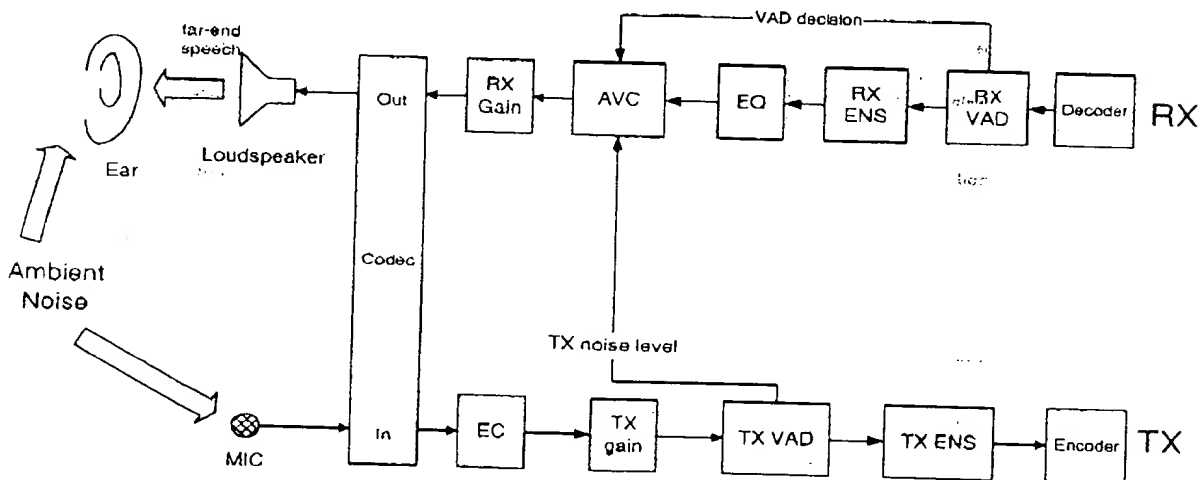 VAD decision
far-end
speech
Out
RX
Gain
AVC
EQ
RX
ENS
RX
VAD
Decoder
RX
Loudspeaker
Ear
Codec
Ambient
Noise
TX noise level
MIC
In
EC
TX
gain
TX VAD
TX ENS
Encoder
TX